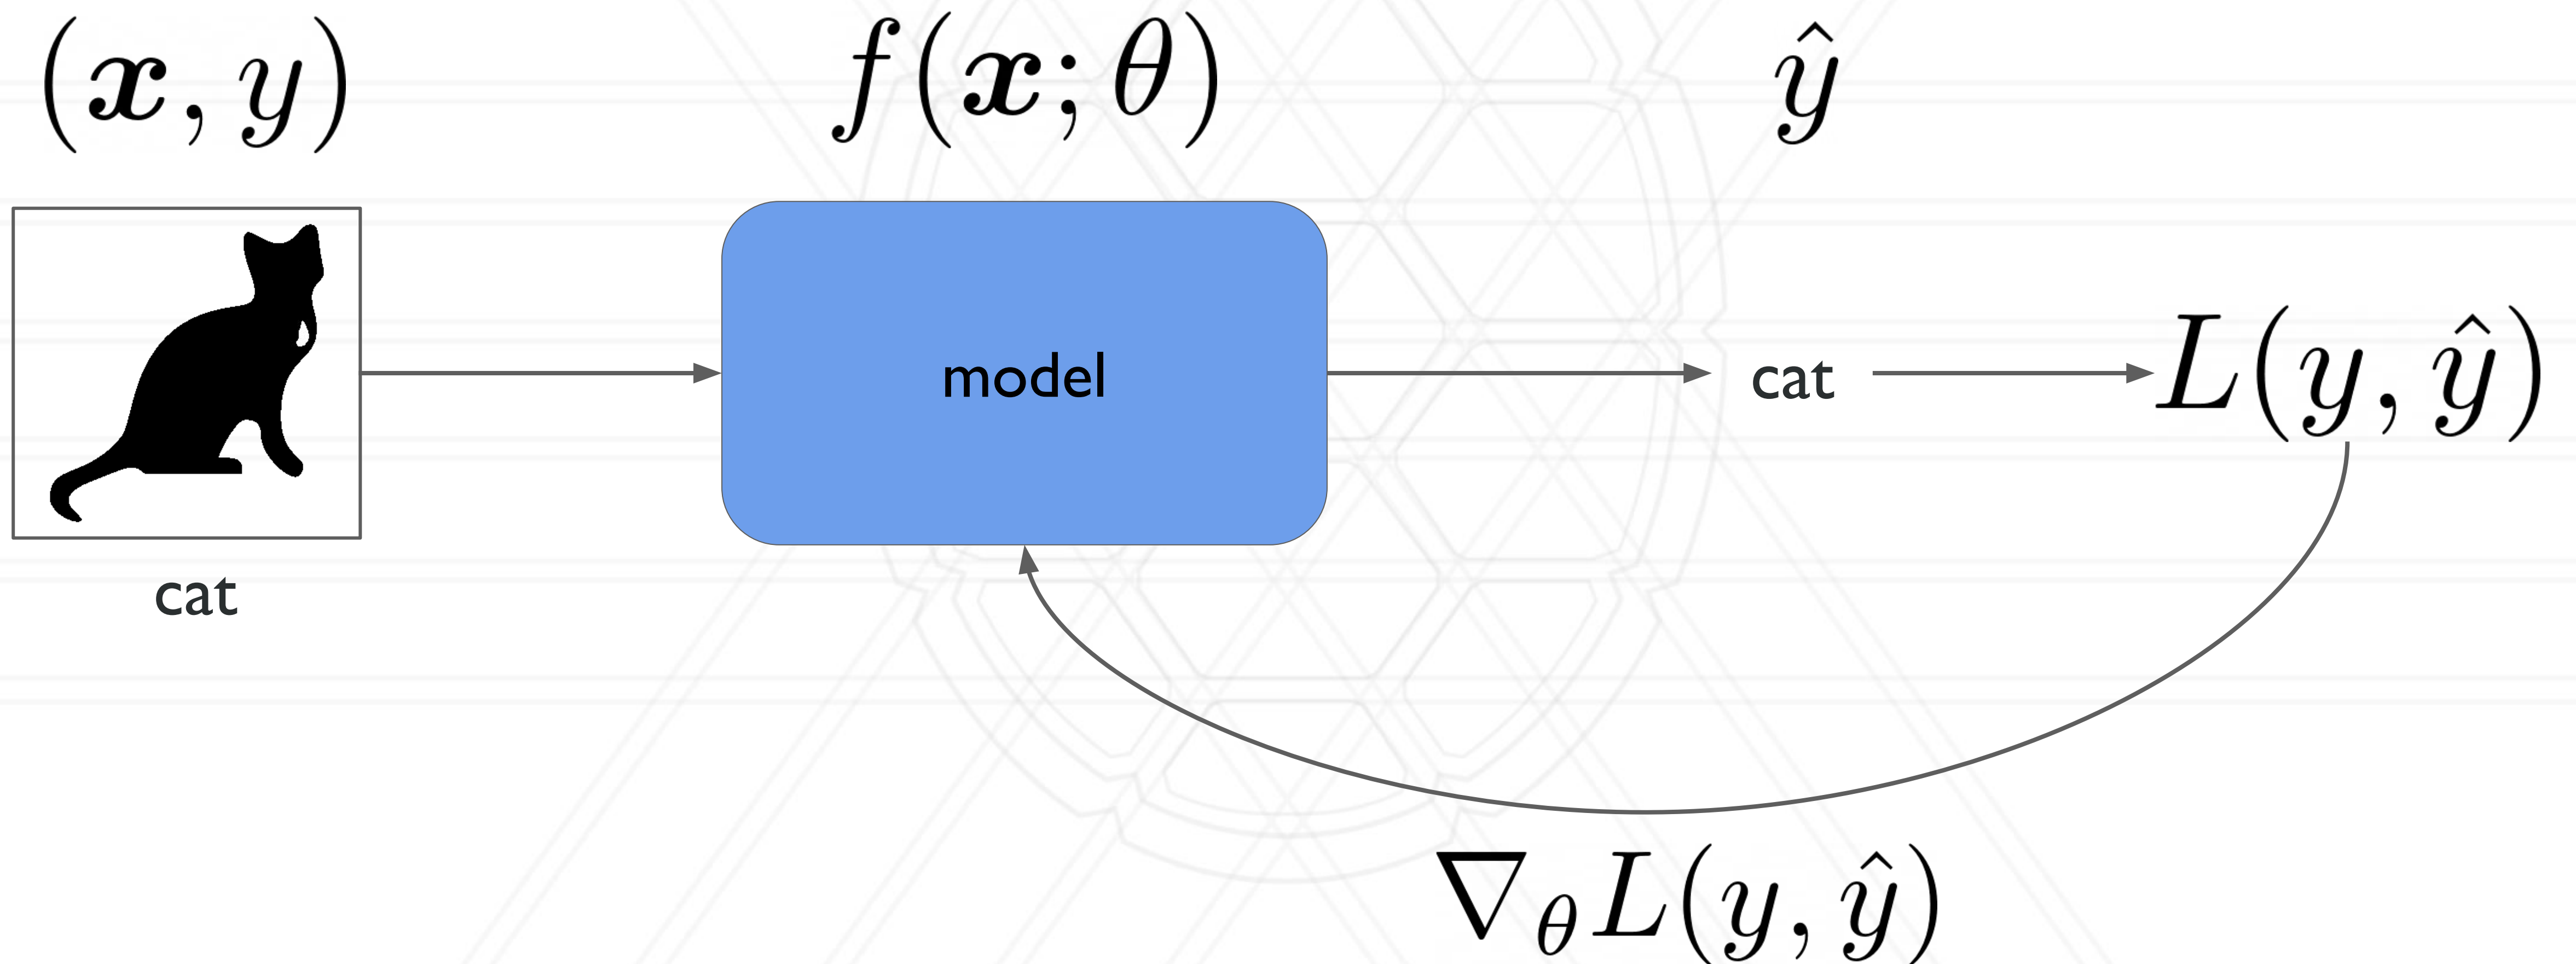 (x, y)
f(x; θ)
ŷ
model
cat
L(y, ŷ)
cat
∇θL(y, ŷ)